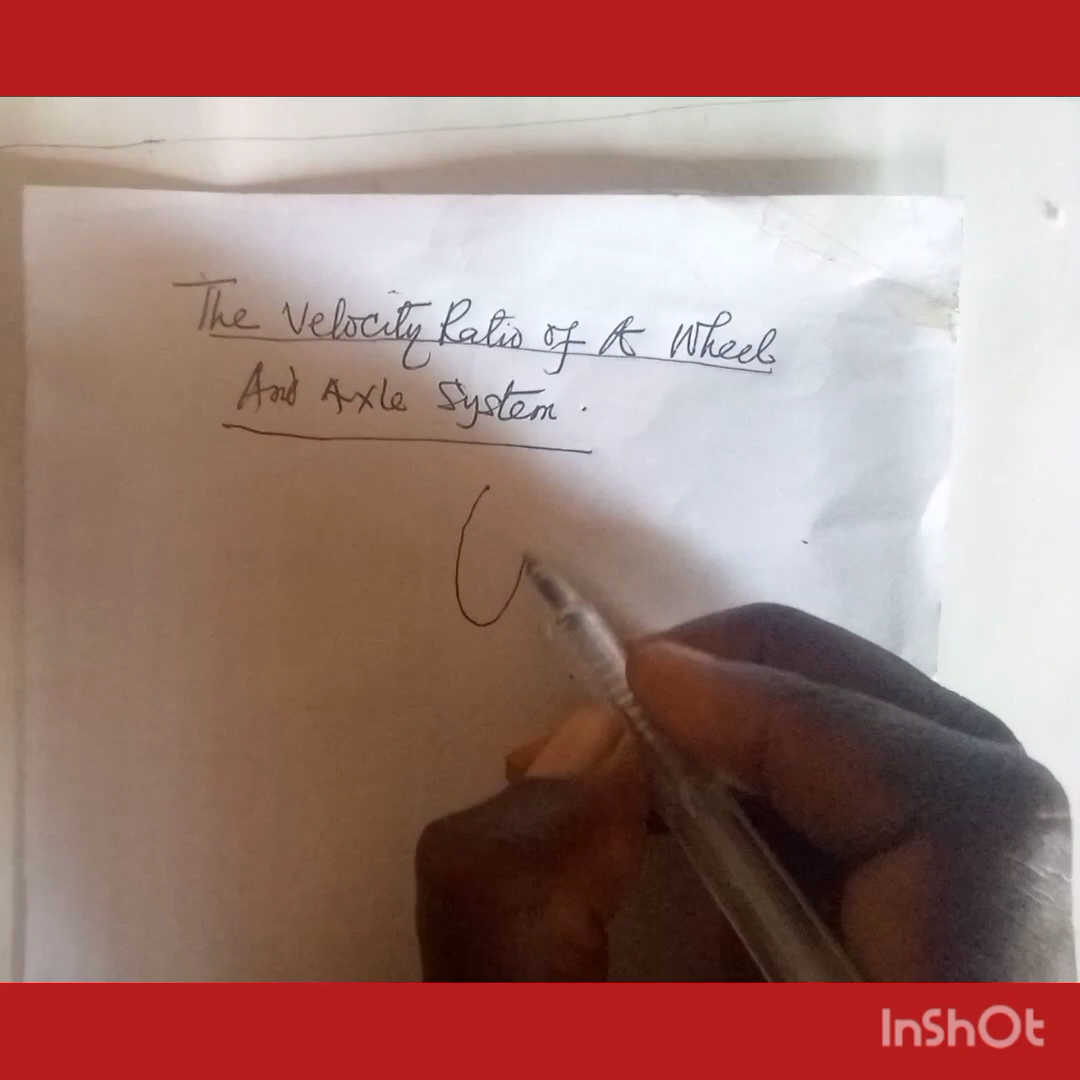 The Velocity Ratio of A Wheel
And Axle System.
InShOt